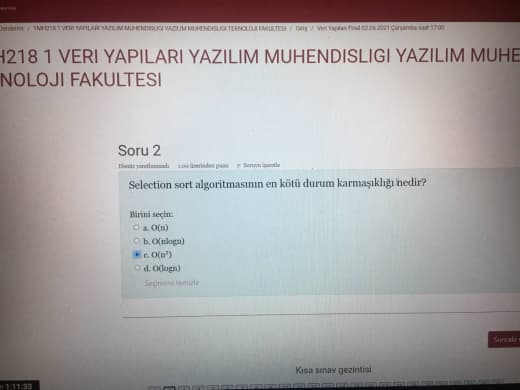 Derslerim / YMH218 1 VERI YAPILARI YAZILIM MUHENDISLIGI YAZILIM MUHENDISLIGI TEKNOLOJI FAKULTESI / Giriş / Veri Yapıları Final 02.06.2021 Çarşamba saat 17:00
H218 1 VERI YAPILARI YAZILIM MUHENDISLIGI YAZILIM MUHE
NOLOJI FAKULTESI
Soru 2
Henüz yanıtlanmadı 1,00 üzerinden puan Soruyu işaretle
Selection sort algoritmasının en kötü durum karmaşıklığı nedir?
Birini seçin:
a. O(n)
b. O(nlogn)
c. O(n²)
d. O(logn)
Seçimimi temizle
Sonraki
Kısa sınav gezintisi
1:11:33